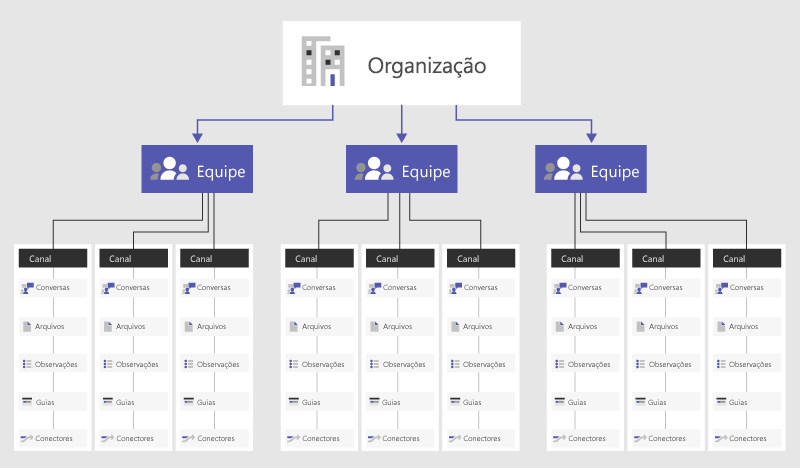 Organização
Equipe
Equipe
Equipe
Canal
Canal
Canal
Canal
Canal
Canal
Canal
Canal
Canal
Conversas
Conversas
Conversas
Conversas
Conversas
Conversas
Conversas
Conversas
Conversas
Arquivos
Arquivos
Arquivos
Arquivos
Arquivos
Arquivos
Arquivos
Arquivos
Arquivos
Observações
Observações
Observações
Observações
Observações
Observações
Observações
Observações
Observações
Guias
Guias
Guias
Guias
Guias
Guias
Guias
Guias
Guias
Conectores
Conectores
Conectores
Conectores
Conectores
Conectores
Conectores
Conectores
Conectores